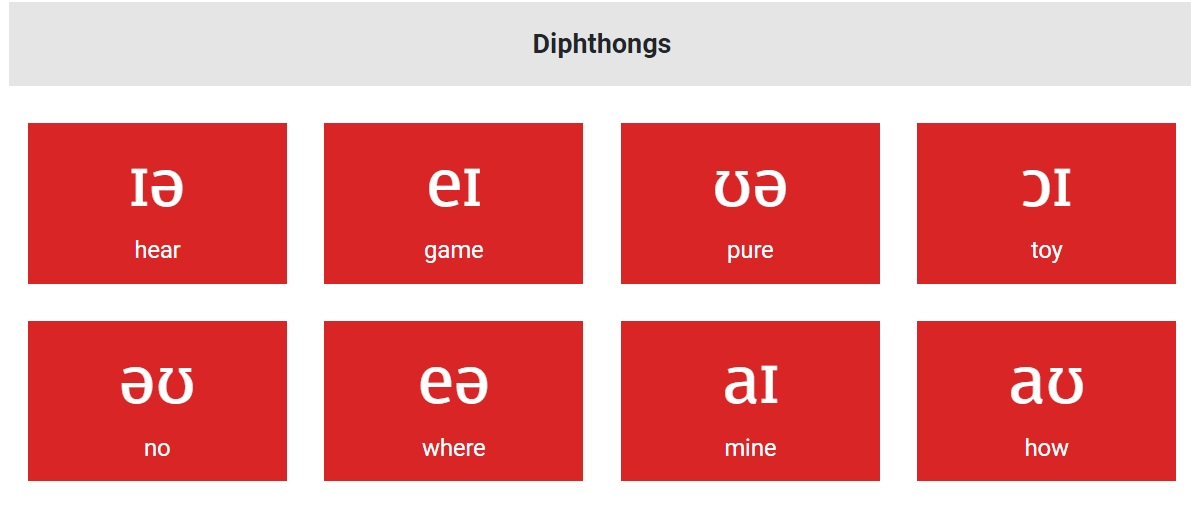 Diphthongs
ɪə eɪ ʊə ɔɪ
hear game pure toy
əʊ eə aɪ aʊ
no where mine how